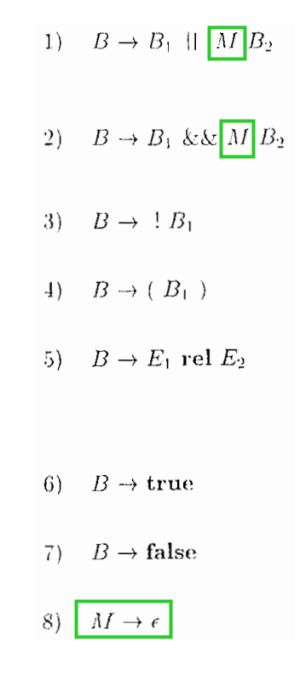 1) B → B₁ || M B₂
2) B → B₁ && M B₂
3) B → ! B₁
4) B → ( B₁ )
5) B → E₁ rel E₂
6) B → true
7) B → false
8) M → ϵ